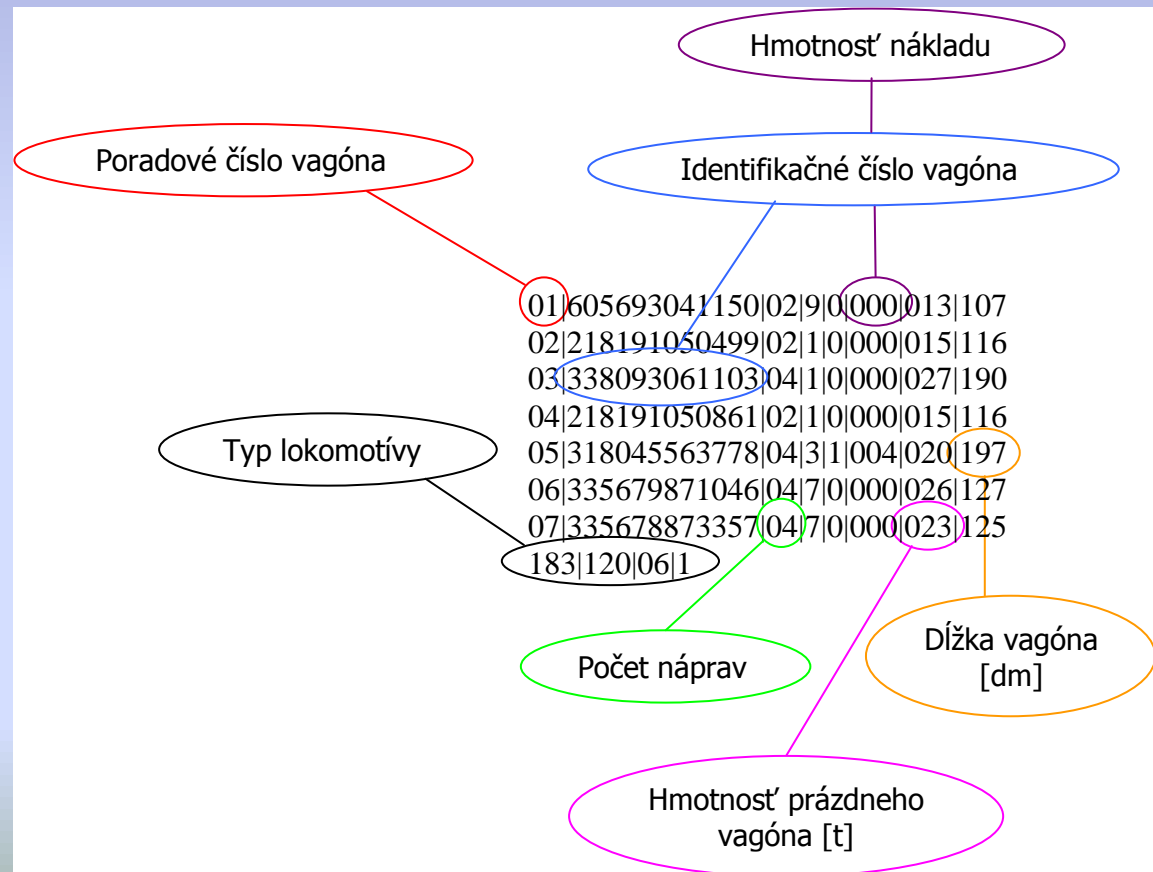 Hmotnosť nákladu
Poradové číslo vagóna
Identifikačné číslo vagóna
01|605693041150|02|9|0|000|013|107
02|218191050499|02|1|0|000|015|116
03|338093061103|04|1|0|000|027|190
04|218191050861|02|1|0|000|015|116
Typ lokomotívy
05|318045563778|04|3|1|004|020|197
06|335679871046|04|7|0|000|026|127
07|335678873357|04|7|0|000|023|125
183|120|06|1
Počet náprav
Dĺžka vagóna
[dm]
Hmotnosť prázdneho
vagóna [t]